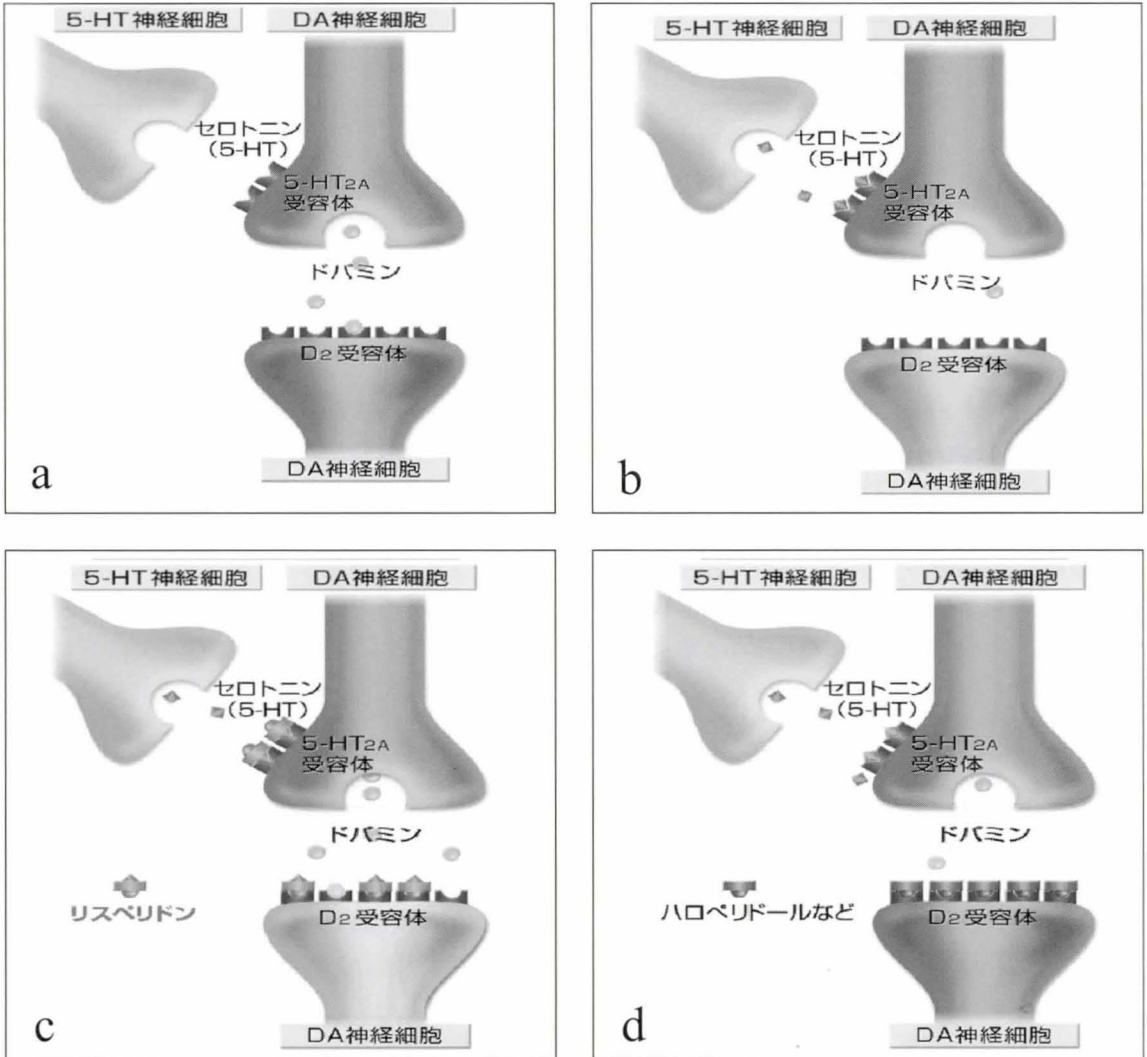 5-HT神経細胞 DA神経細胞
セロトニン
(5-HT)
5-HT2A
受容体
ドパミン
D2受容体
DA神経細胞
a
5-HT神経細胞 DA神経細胞
セロトニン
(5-HT)
5-HT2A
受容体
ドパミン
D2受容体
DA神経細胞
b
5-HT神経細胞 DA神経細胞
セロトニン
(5-HT)
5-HT2A
受容体
ドパミン
リスペリドン
D2受容体
DA神経細胞
c
5-HT神経細胞 DA神経細胞
セロトニン
(5-HT)
5-HT2A
受容体
ドパミン
ハロペリドールなど
D2受容体
DA神経細胞
d